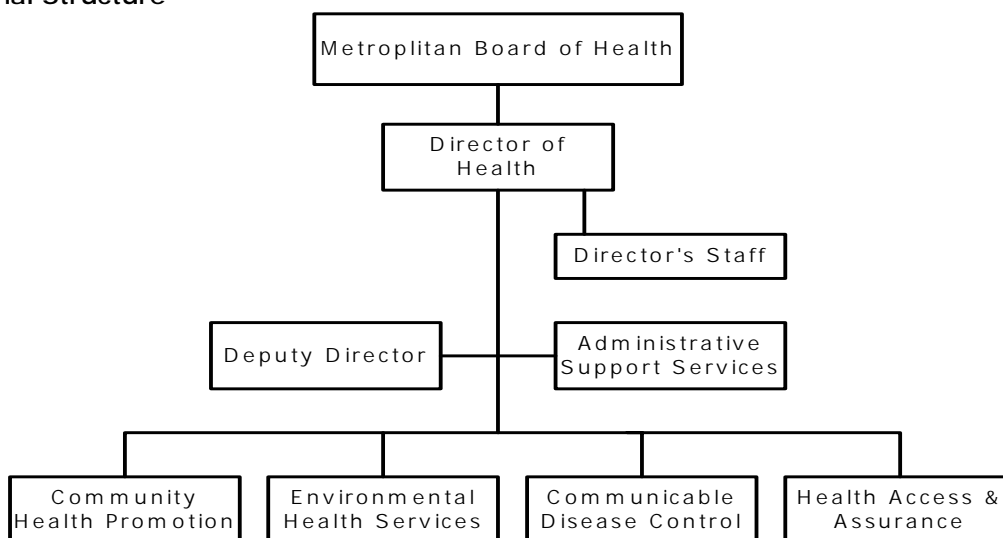 Structure
Metroplitan Board of Health
Director of
Health
Director's Staff
Deputy Director
Administrative
Support Services
Community
Health Promotion
Environmental
Health Services
Communicable
Disease Control
Health Access &
Assurance